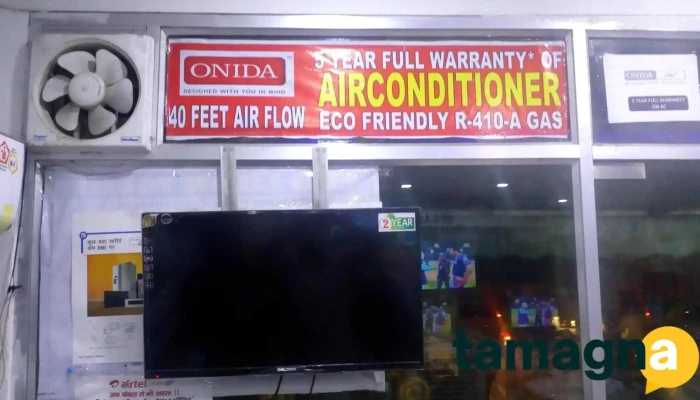 ONIDA
DESIGNED WITH YOU IN MIND
40 FEET AIR FLOW
5 YEAR FULL WARRANTY* OF
AIRCONDITIONER
ECO FRIENDLY R-410-A GAS
ONIDA
5 YEAR FULL WARRANTY
ON AC
2 YEAR
airtel
tamagna